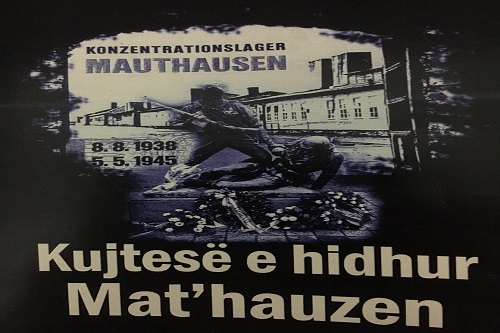 KONZENTRATIONSLAGER
MAUTHAUSEN
8. 8. 1938
5. 5. 1945
Kujtesë e hidhur
Mat'hauzen